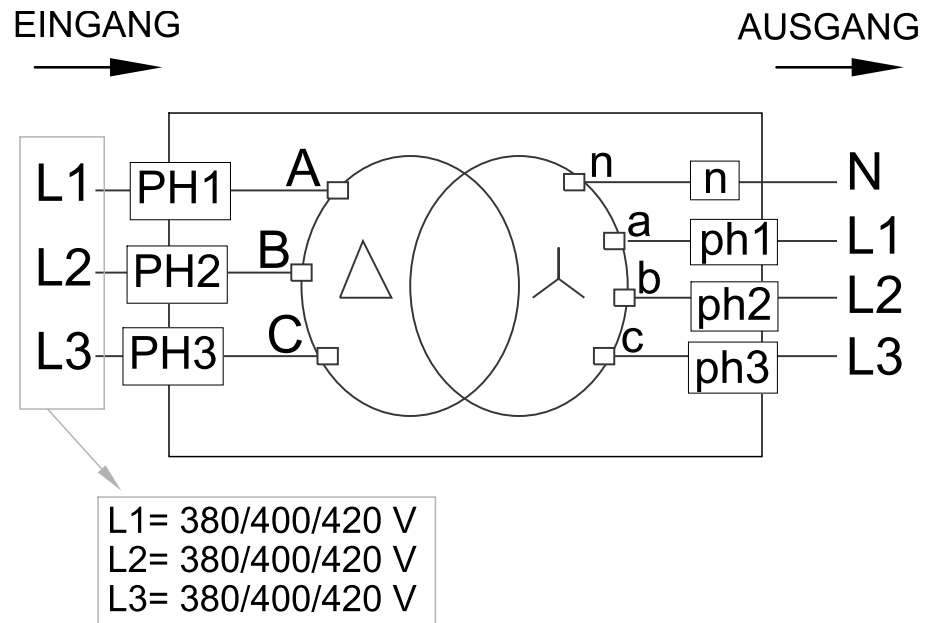 EINGANG
AUSGANG
L1 PH1 A n n N
a ph1 L1
L2 PH2 B b ph2 L2
L3 PH3 C c ph3 L3
L1= 380/400/420 V
L2= 380/400/420 V
L3= 380/400/420 V